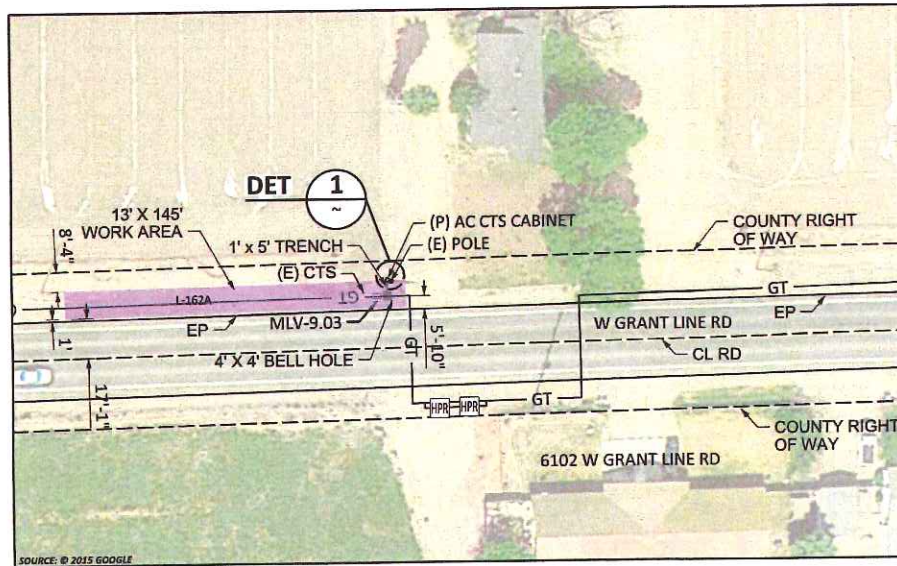 DET 1
~
13' X 145'
WORK AREA
8'-4"
1' x 5' TRENCH
(P) AC CTS CABINET
(E) POLE
(E) CTS
COUNTY RIGHT
OF WAY
L-162A
GT
GT
EP
EP
MLV-9.03
W GRANT LINE RD
1'
4' X 4' BELL HOLE
GT
5'-10"
CL RD
17'-1"
GT
HPR HPR
COUNTY RIGHT
OF WAY
6102 W GRANT LINE RD
SOURCE: © 2015 GOOGLE